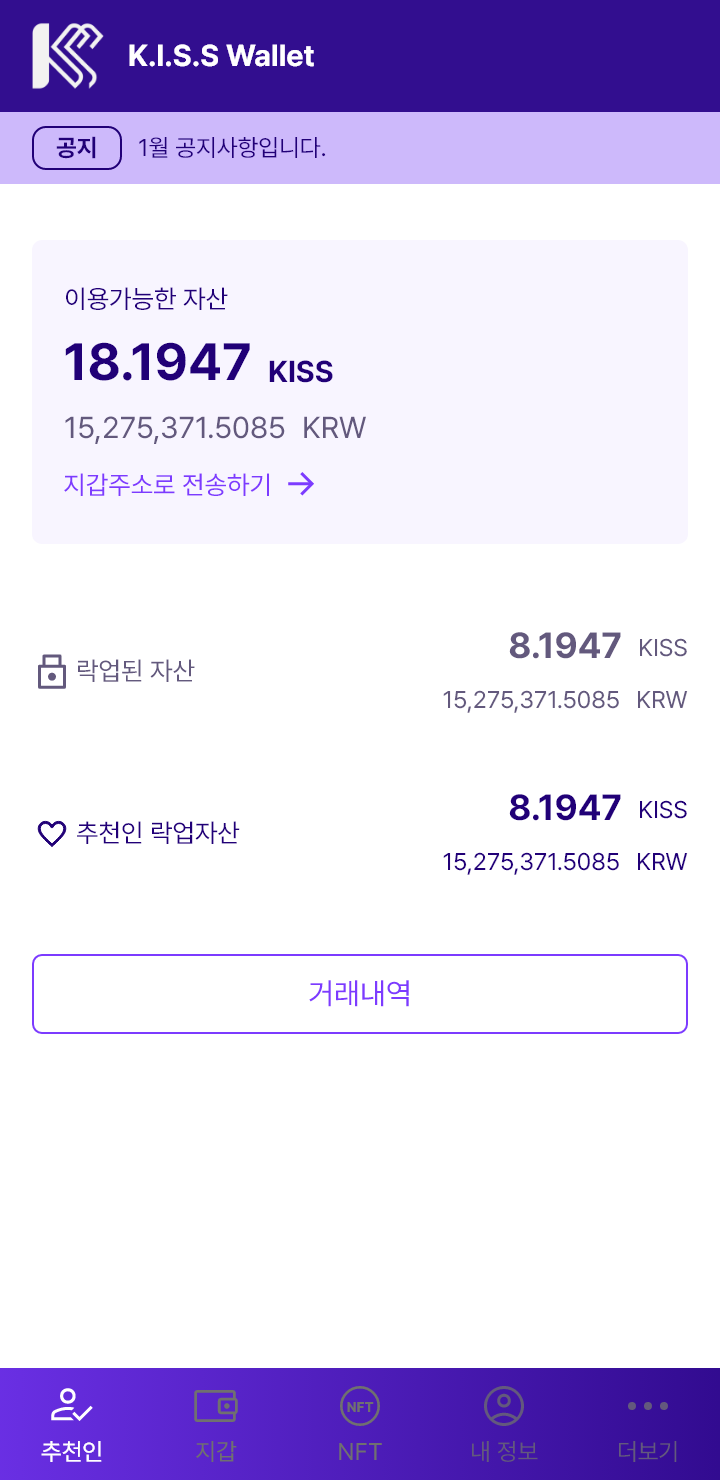 K.I.S.S Wallet
공지 1월 공지사항입니다.
이용가능한 자산
18.1947 KISS
15,275,371.5085 KRW
지갑주소로 전송하기
락업된 자산
8.1947 KISS
15,275,371.5085 KRW
추천인 락업자산
8.1947 KISS
15,275,371.5085 KRW
거래내역
NFT
추천인 지갑 NFT 내 정보 더보기